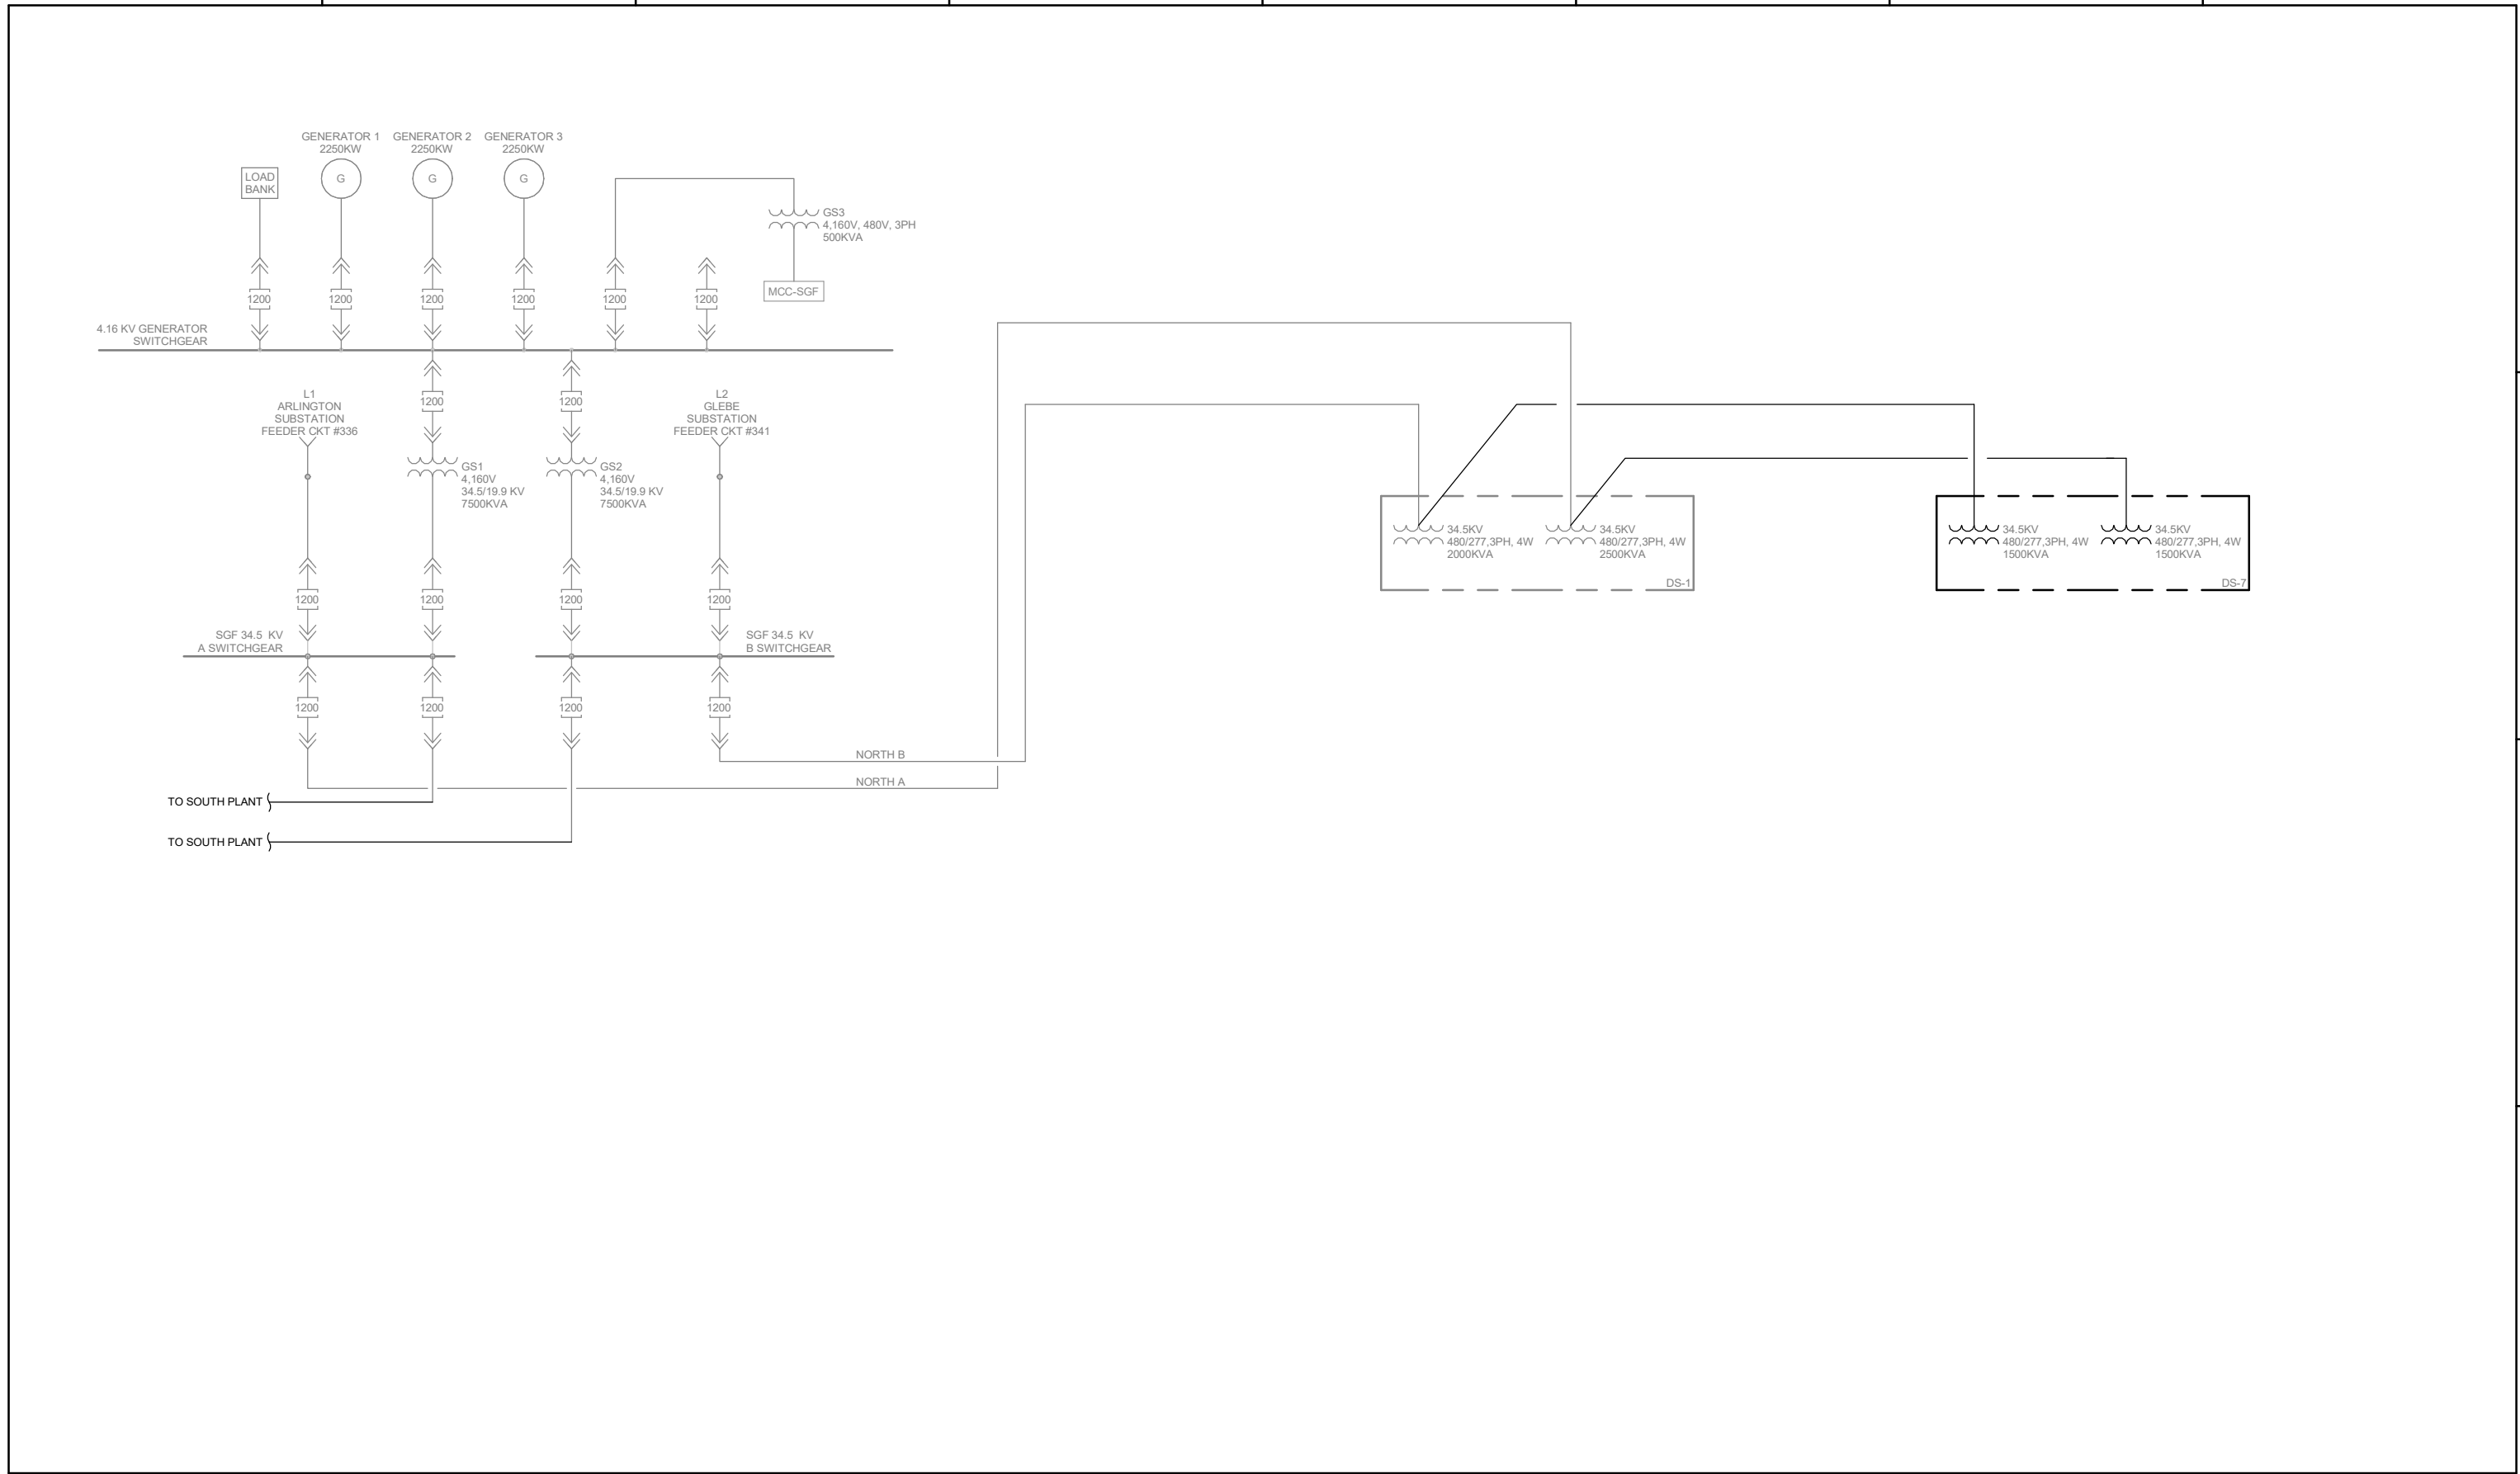 GENERATOR 1
2250KW
GENERATOR 2
2250KW
GENERATOR 3
2250KW
LOAD
BANK
G
G
G
GS3
4,160V, 480V, 3PH
500KVA
MCC-SGF
1200
1200
1200
1200
1200
1200
4.16 KV GENERATOR
SWITCHGEAR
L1
ARLINGTON
SUBSTATION
FEEDER CKT #336
1200
1200
L2
GLEBE
SUBSTATION
FEEDER CKT #341
GS1
4,160V
34.5/19.9 KV
7500KVA
GS2
4,160V
34.5/19.9 KV
7500KVA
34.5KV
480/277,3PH, 4W
2000KVA
34.5KV
480/277,3PH, 4W
2500KVA
DS-1
34.5KV
480/277,3PH, 4W
1500KVA
34.5KV
480/277,3PH, 4W
1500KVA
DS-7
1200
1200
1200
1200
SGF 34.5 KV
A SWITCHGEAR
SGF 34.5 KV
B SWITCHGEAR
1200
1200
1200
1200
NORTH B
NORTH A
TO SOUTH PLANT
TO SOUTH PLANT